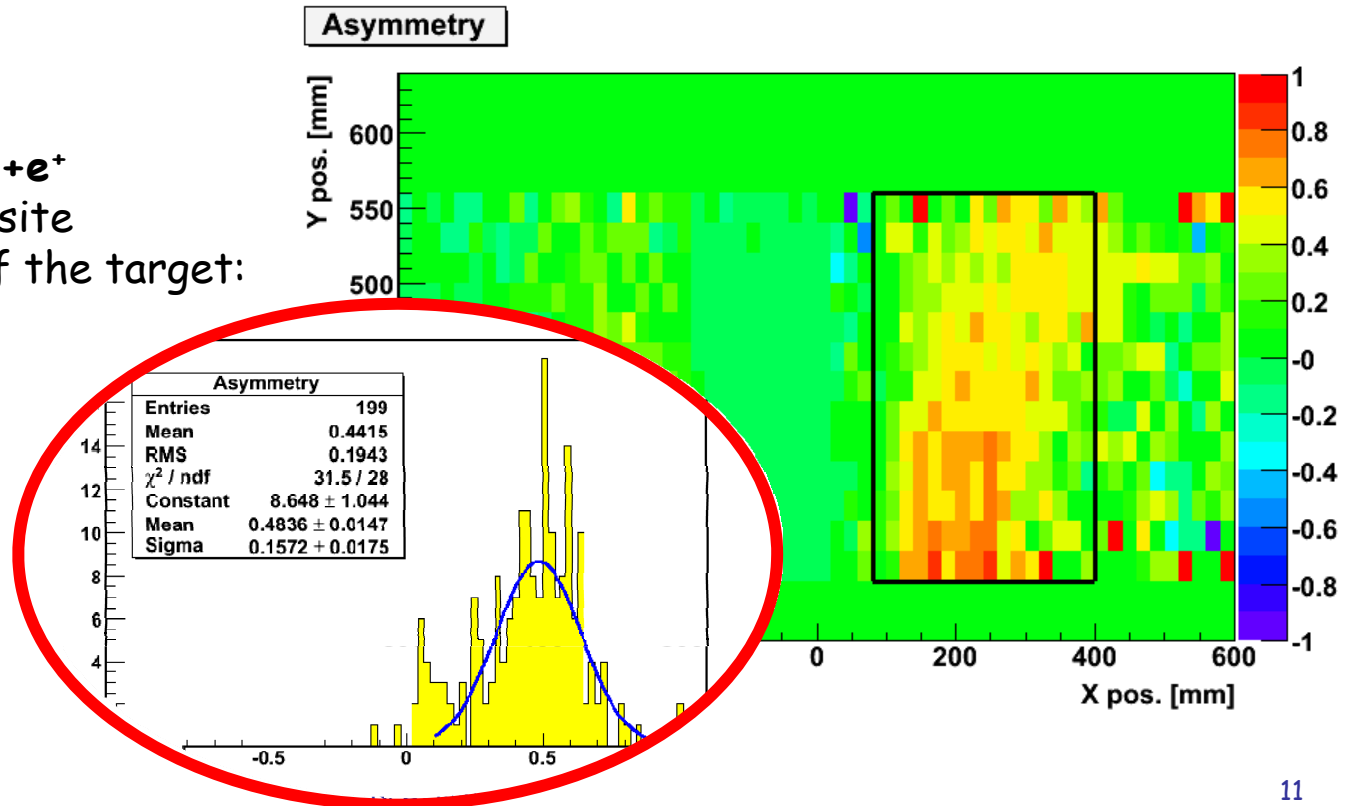 Asymmetry
+e⁺
site
f the target:
Y pos. [mm]
600
550
500
1
0.8
0.6
0.4
0.2
-0
-0.2
-0.4
-0.6
-0.8
-1
0 200 400 600
X pos. [mm]
Asymmetry
Entries 199
Mean 0.4415
RMS 0.1943
χ² / ndf 31.5 / 28
Constant 8.648 ± 1.044
Mean 0.4836 ± 0.0147
Sigma 0.1572 ± 0.0175
14
12
10
8
6
4
-0.5 0 0.5
11